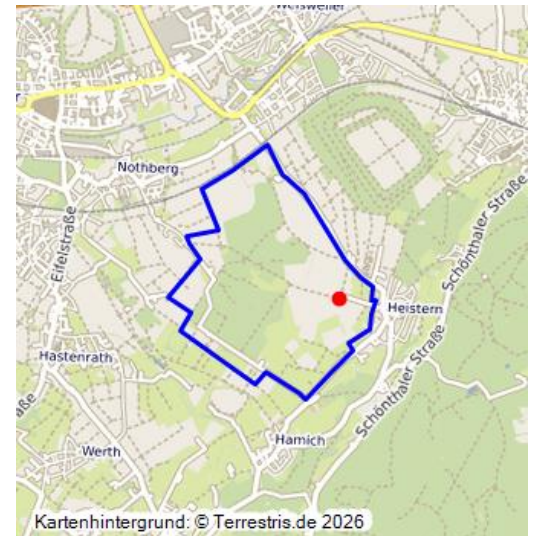 Weisweiler
Nothberg
Eifelstraße
Schönthaler Straße
Heistern
Hastenrath
Schönthaler Straße
Hamich
Werth
Kartenhintergrund: © Terrestris.de 2026